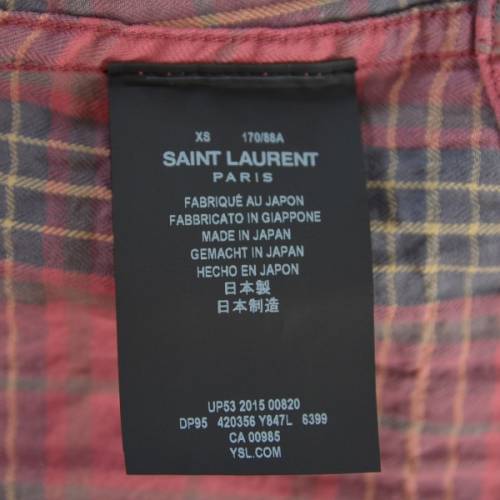 XS 170/88A
SAINT LAURENT
PARIS
FABRIQUÉ AU JAPON
FABBRICATO IN GIAPPONE
MADE IN JAPAN
GEMACHT IN JAPAN
HECHO EN JAPON
日本製
日本制造
UP53 2015 00820
DP95 420356 Y847L 6399
CA 00985
YSL.COM